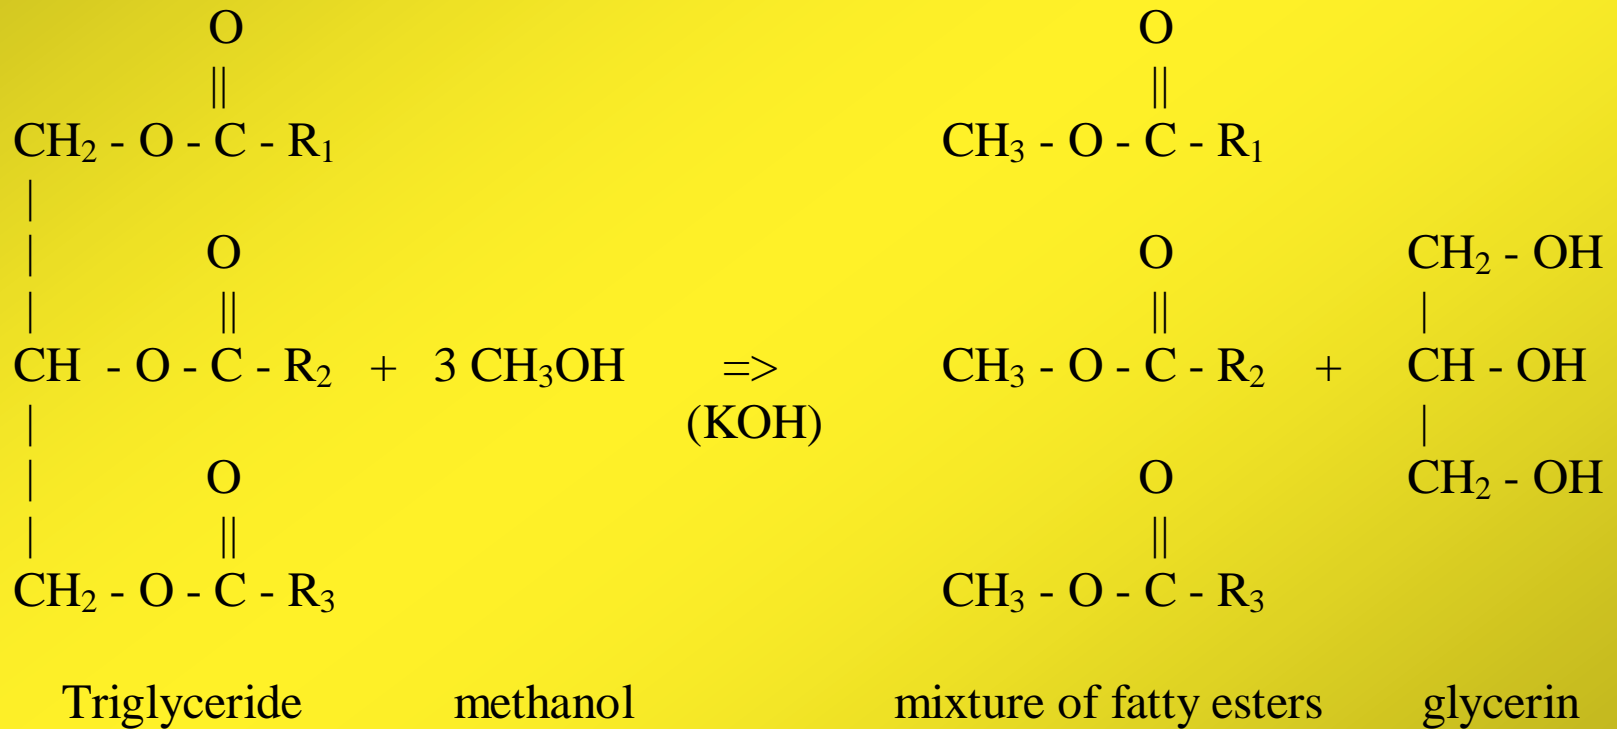 O O
|| ||
CH₂ - O - C - R₁ CH₃ - O - C - R₁
|
| O O CH₂ - OH
| || || |
CH - O - C - R₂ + 3 CH₃OH => CH₃ - O - C - R₂ + CH - OH
| (KOH) |
| O O CH₂ - OH
| || ||
CH₂ - O - C - R₃ CH₃ - O - C - R₃
Triglyceride methanol mixture of fatty esters glycerin